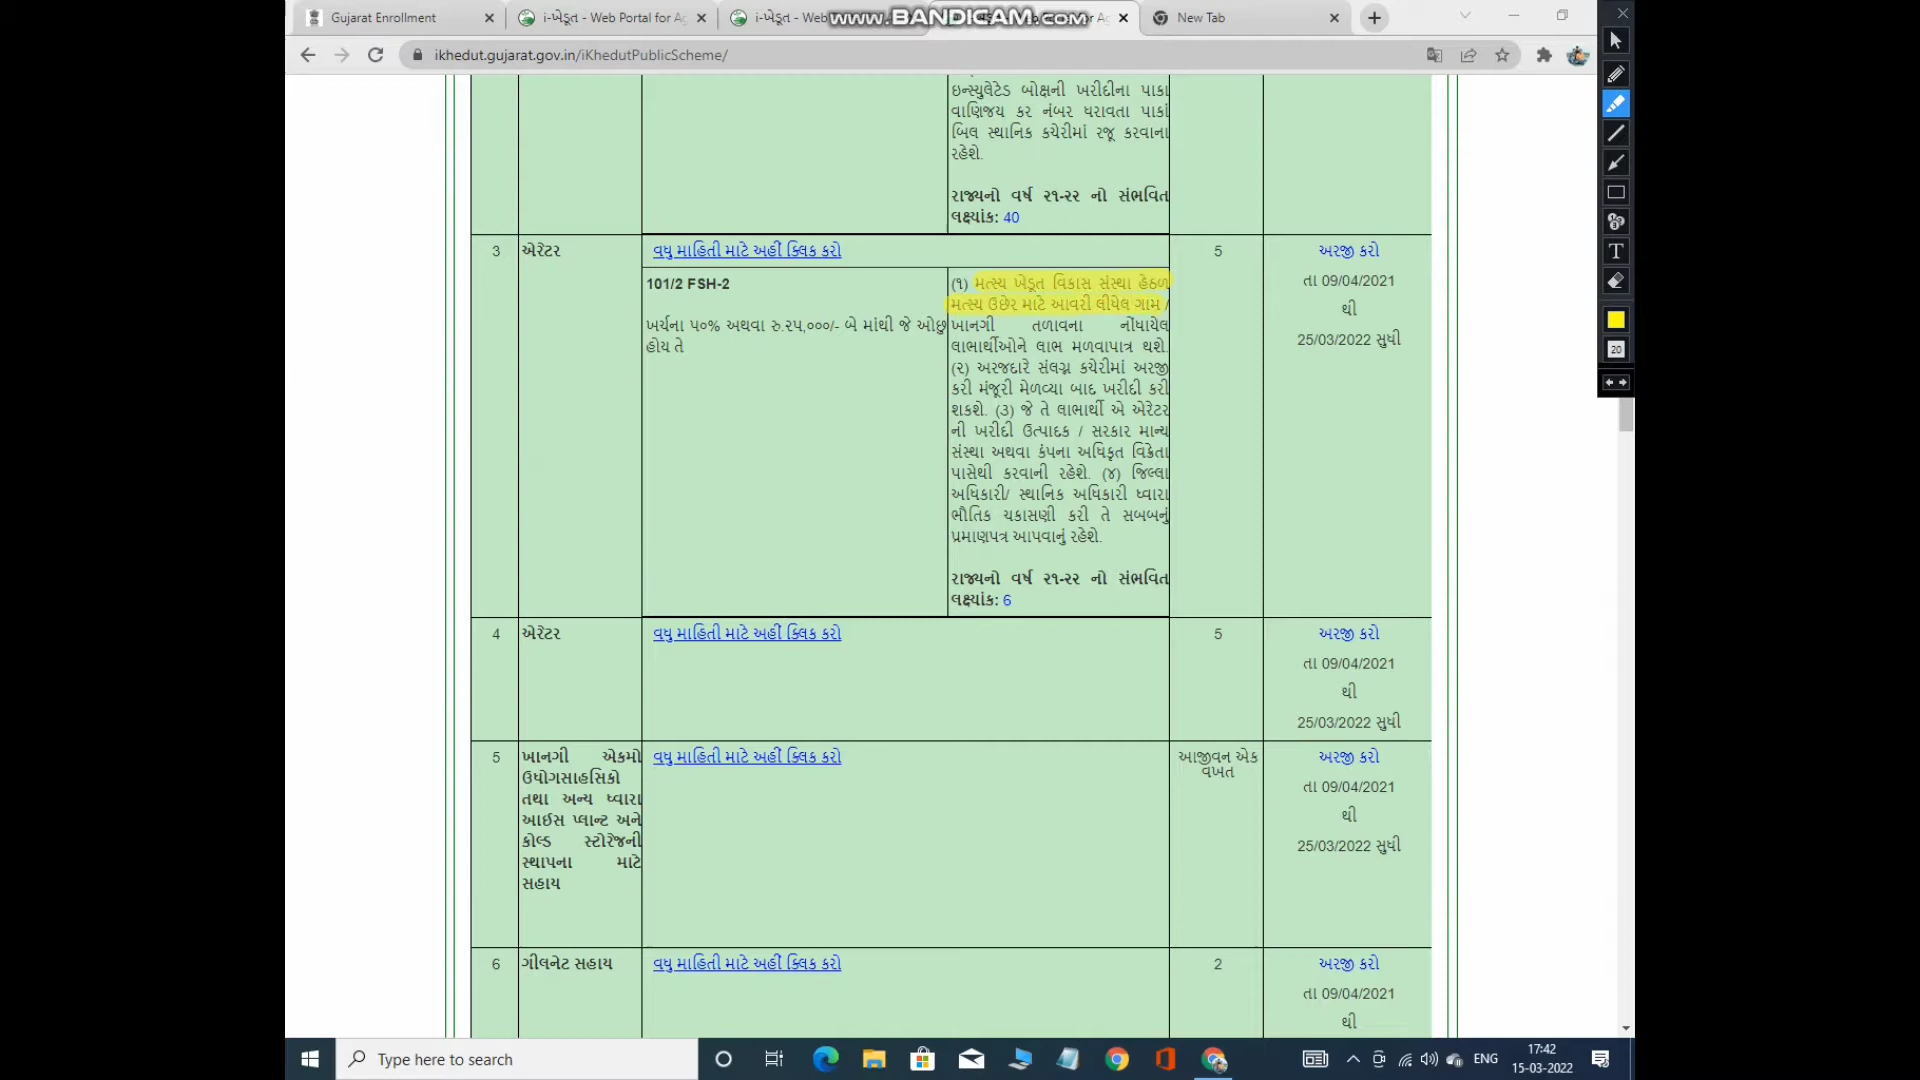 Gujarat Enrollment
i-ખેડૂત - Web Portal for Ag
i-ખેડૂત - Web
www.BANDICAM.com
New Tab
ikhedut.gujarat.gov.in/iKhedutPublicScheme/
ઇન્સ્યુલેટેડ બોક્ષની ખરીદીના પાકા
વાણિજ્ય કર નંબર ધરાવતા પાકાં
બિલ સ્થાનિક કચેરીમાં રજૂ કરવાના
રહેશે.
રાજ્યનો વર્ષ ૨૧-૨૨ નો સંભવિત
લક્ષ્યાંક: 40
3 એરેટર વધુ માહિતી માટે અહીં ક્લિક કરો 5 અરજી કરો
101/2 FSH-2
ખર્ચના ૫૦% અથવા રુ.૨૫,૦૦૦/- બે માંથી જે ઓછુ
હોય તે
(૧) મત્સ્ય ખેડૂત વિકાસ સંસ્થા હેઠળ
મત્સ્ય ઉછેર માટે આવરી લીધેલ ગામ /
ખાનગી તળાવના નોંધાયેલ
લાભાર્થીઓને લાભ મળવાપાત્ર થશે.
(૨) અરજદારે સંલગ્ન કચેરીમાં અરજી
કરી મંજૂરી મેળવ્યા બાદ ખરીદી કરી
શકશે. (૩) જે તે લાભાર્થી એ એરેટર
ની ખરીદી ઉત્પાદક / સરકાર માન્ય
સંસ્થા અથવા કંપના અધિકૃત વિક્રેતા
પાસેથી કરવાની રહેશે. (૪) જિલ્લા
અધિકારી/ સ્થાનિક અધિકારી ધ્વારા
ભૌતિક ચકાસણી કરી તે સબબનું
પ્રમાણપત્ર આપવાનું રહેશે.
રાજ્યનો વર્ષ ૨૧-૨૨ નો સંભવિત
લક્ષ્યાંક: 6
તા 09/04/2021
થી
25/03/2022 સુધી
4 એરેટર વધુ માહિતી માટે અહીં ક્લિક કરો 5 અરજી કરો
તા 09/04/2021
થી
25/03/2022 સુધી
5 ખાનગી એકમો વધુ માહિતી માટે અહીં ક્લિક કરો આજીવન એક અરજી કરો
ઉધોગસાહસિકો વખત
તથા અન્ય ધ્વારા તા 09/04/2021
આઈસ પ્લાન્ટ અને થી
કોલ્ડ સ્ટોરેજની 25/03/2022 સુધી
સ્થાપના માટે
સહાય
6 ગીલનેટ સહાય વધુ માહિતી માટે અહીં ક્લિક કરો 2 અરજી કરો
તા 09/04/2021
થી
20
Type here to search
ENG
17:42
15-03-2022